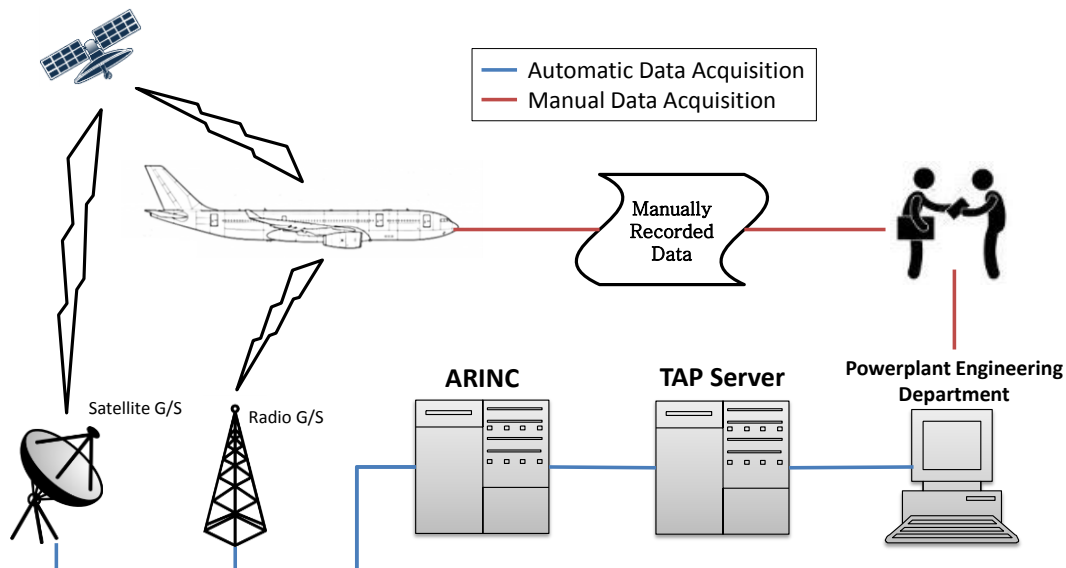 Automatic Data Acquisition
Manual Data Acquisition
Manually
Recorded
Data
Powerplant Engineering
Department
ARINC
TAP Server
Satellite G/S
Radio G/S